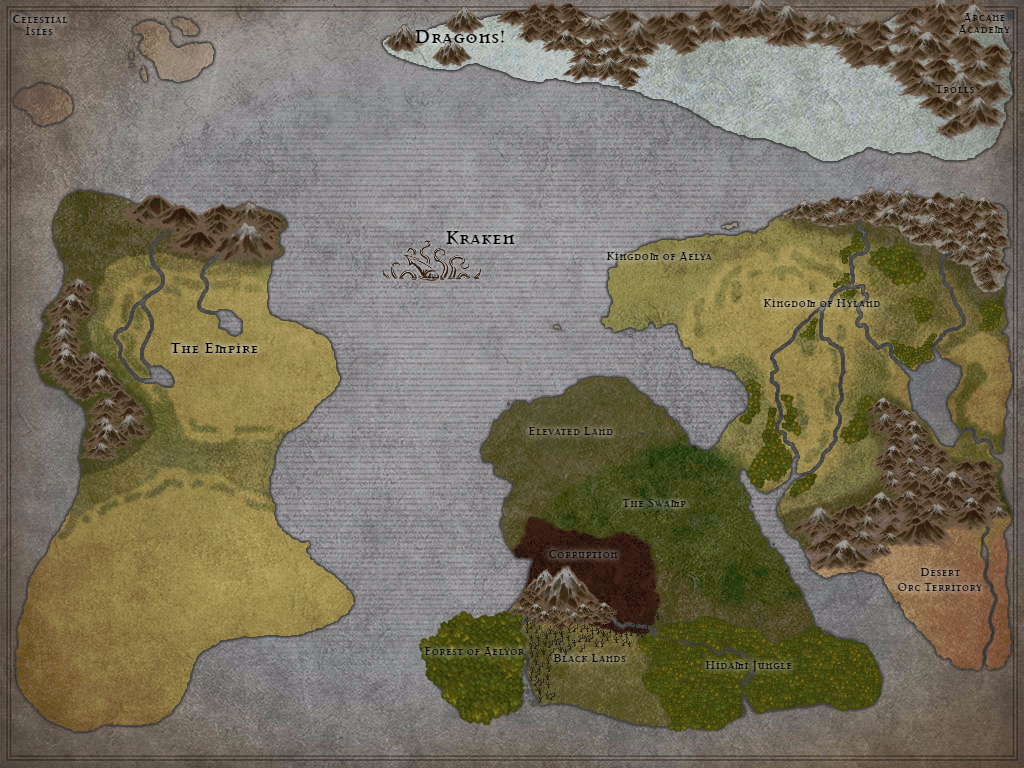 Celestial
Isles
Dragons!
Arcane
Academy
Trolls
Kraken
Kingdom of Aelya
Kingdom of Hyland
The Empire
Elevated Land
The Swamp
Corruption
Desert
Orc Territory
Forest of Aelyor
Black Lands
Hidami Jungle